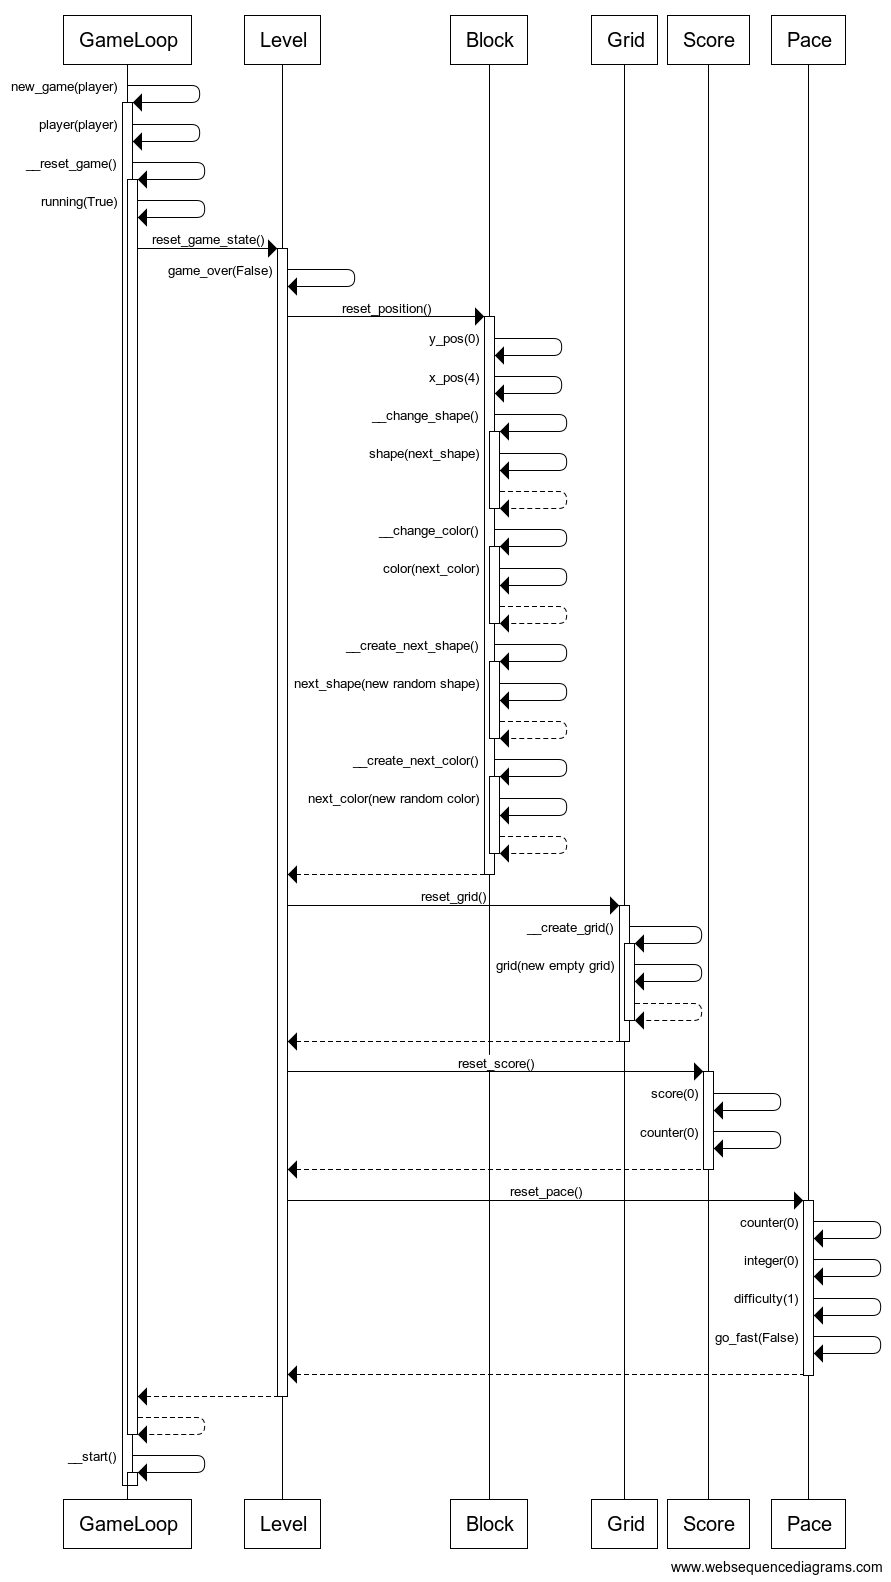 GameLoop Level Block Grid Score Pace
new_game(player)
player(player)
__reset_game()
running(True)
reset_game_state()
game_over(False)
reset_position()
y_pos(0)
x_pos(4)
__change_shape()
shape(next_shape)
__change_color()
color(next_color)
__create_next_shape()
next_shape(new random shape)
__create_next_color()
next_color(new random color)
reset_grid()
__create_grid()
grid(new empty grid)
reset_score()
score(0)
counter(0)
reset_pace()
counter(0)
integer(0)
difficulty(1)
go_fast(False)
__start()
GameLoop Level Block Grid Score Pace
www.websequencediagrams.com